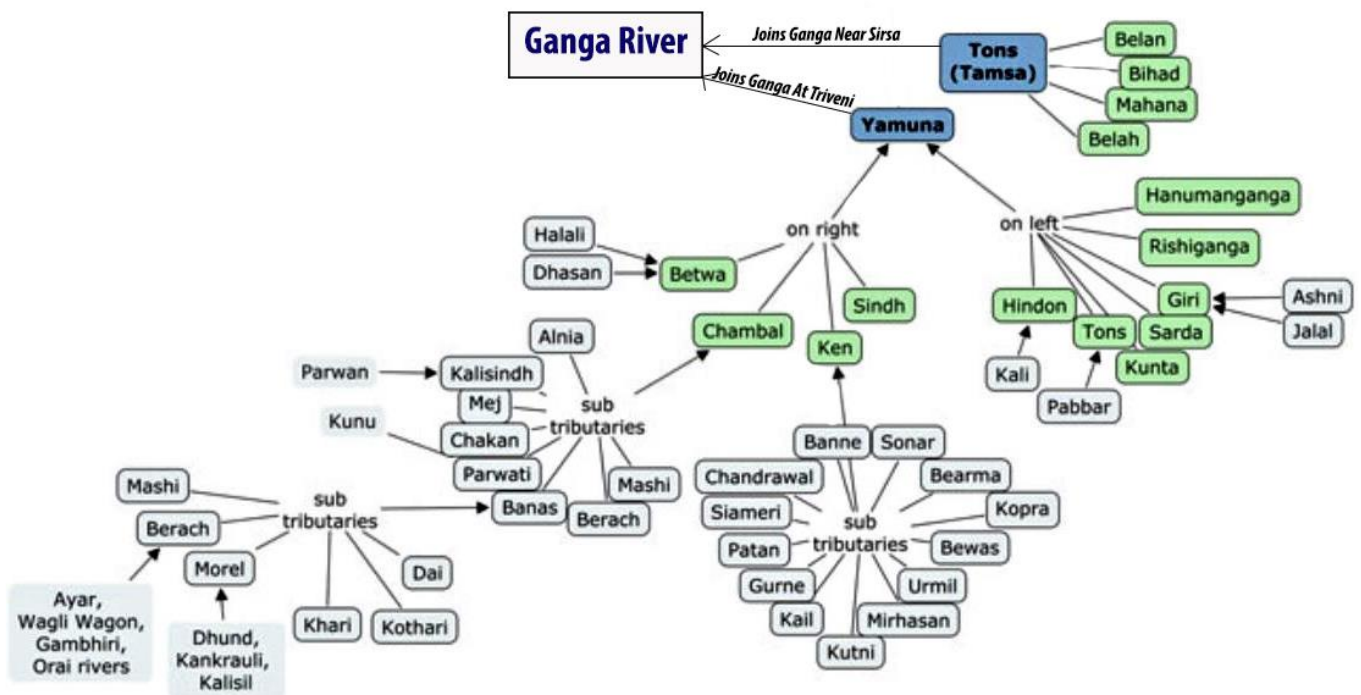 Ganga River
Joins Ganga Near Sirsa
Tons
(Tamsa)
Belan
Bihad
Mahana
Belah
Joins Ganga At Triveni
Yamuna
on right
on left
Hanumanganga
Rishiganga
Halali
Dhasan
Betwa
Sindh
Chambal
Ken
Hindon
Giri
Ashni
Jalal
Tons
Sarda
Kunta
Kali
Pabbar
Alnia
Parwan
Kalisindh
Mej
Kunu
Chakan
Parwati
sub
tributaries
Banas
Berach
Mashi
Mashi
Berach
sub
tributaries
Morel
Dai
Khari
Kothari
Ayar,
Wagli Wagon,
Gambhiri,
Orai rivers
Dhund,
Kankrauli,
Kalisil
Banne
Sonar
Chandrawal
Bearma
Siameri
Kopra
sub
tributaries
Patan
Bewas
Gurne
Urmil
Kail
Mirhasan
Kutni